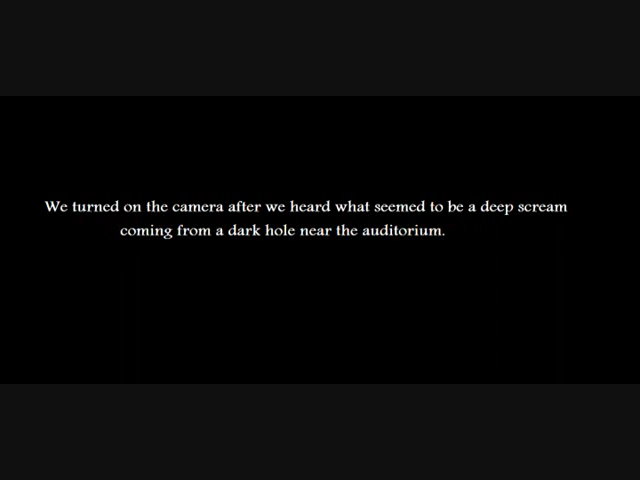 We turned on the camera after we heard what seemed to be a deep scream
coming from a dark hole near the auditorium.